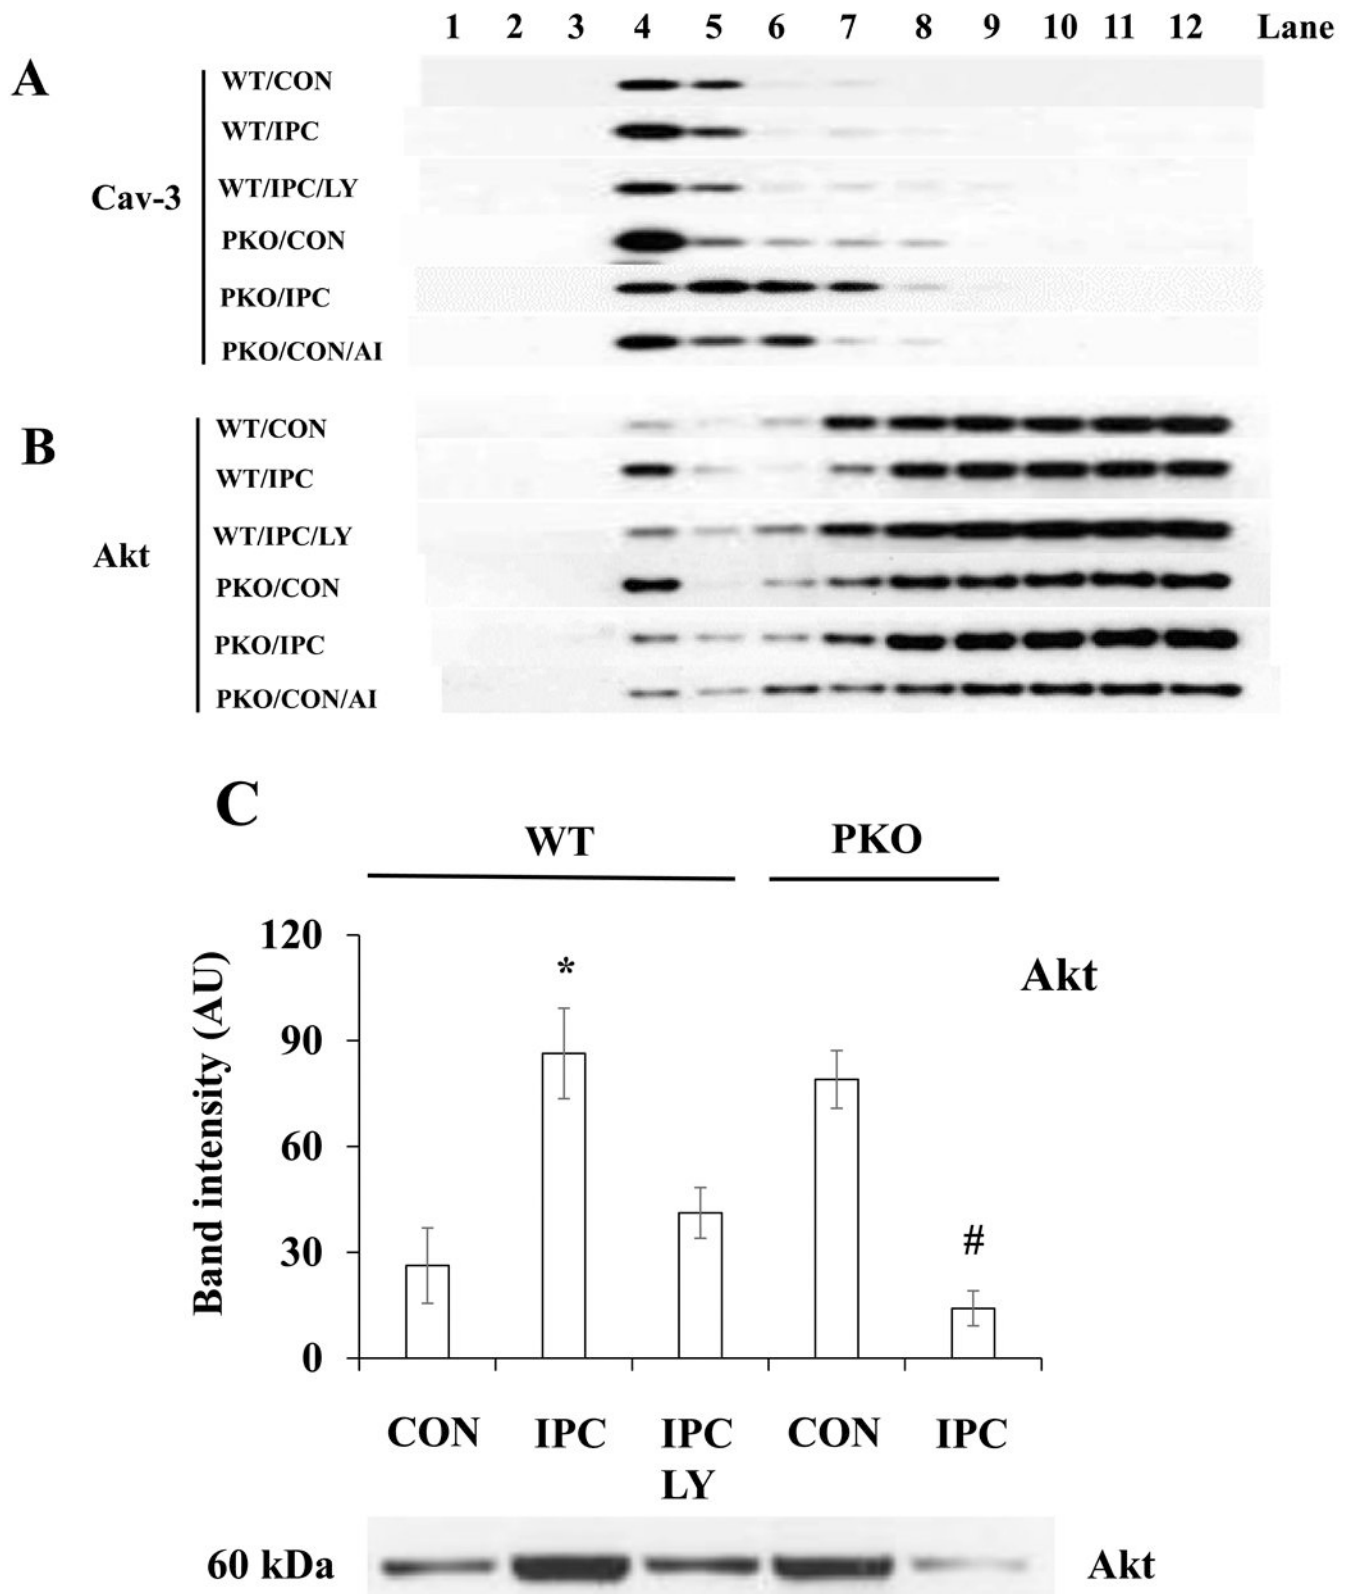 1 2 3 4 5 6 7 8 9 10 11 12 Lane
A
WT/CON
WT/IPC
Cav-3
WT/IPC/LY
PKO/CON
PKO/IPC
PKO/CON/AI
B
WT/CON
WT/IPC
Akt
WT/IPC/LY
PKO/CON
PKO/IPC
PKO/CON/AI
C
WT PKO
Band intensity (AU)
120
90
60
30
0
*
#
Akt
CON IPC IPC CON IPC
LY
60 kDa Akt